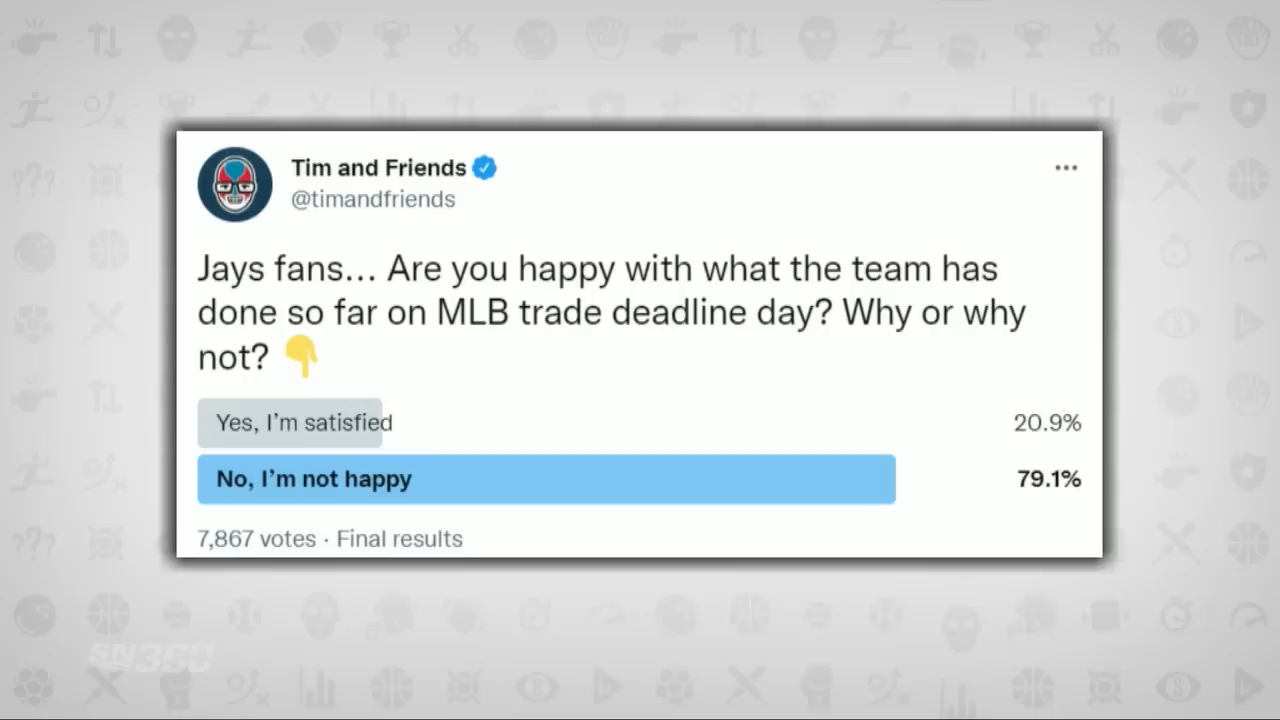 Tim and Friends
@timandfriends
Jays fans... Are you happy with what the team has
done so far on MLB trade deadline day? Why or why
not? 👇
Yes, I'm satisfied 20.9%
No, I'm not happy 79.1%
7,867 votes · Final results
SN 360